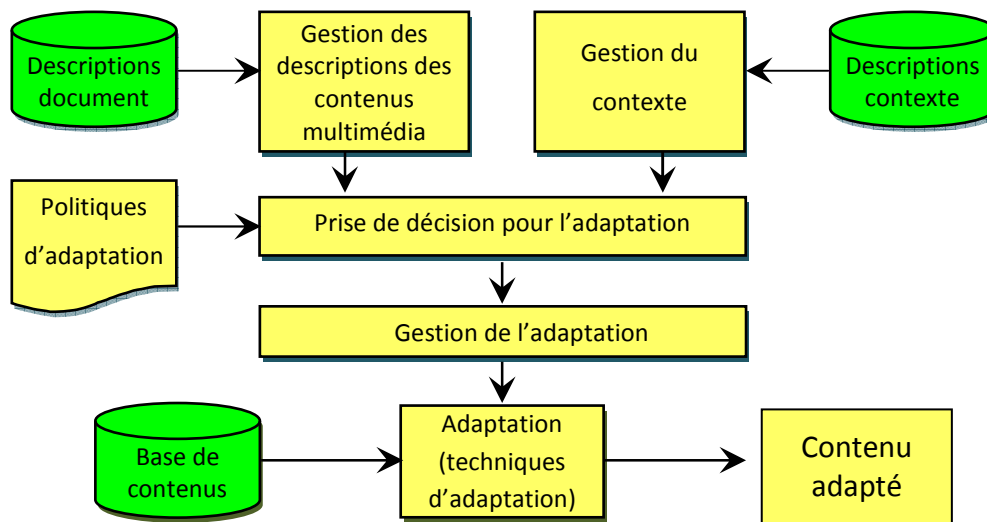 Descriptions
document
Gestion des
descriptions des
contenus
multimédia
Gestion du
contexte
Descriptions
contexte
Politiques
d’adaptation
Prise de décision pour l’adaptation
Gestion de l’adaptation
Base de
contenus
Adaptation
(techniques
d’adaptation)
Contenu
adapté